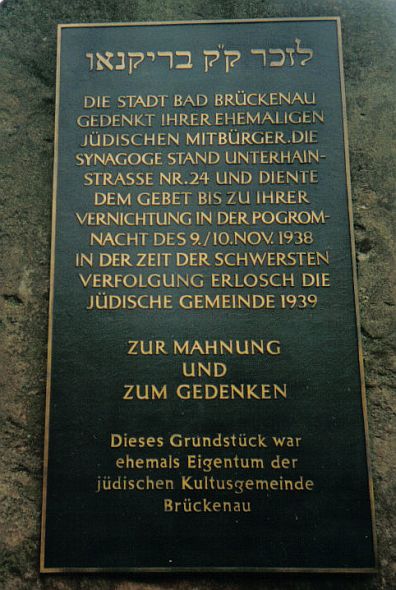 לזכר ק״ק בריקנאו
DIE STADT BAD BRÜCKENAU
GEDENKT IHRER EHEMALIGEN
JÜDISCHEN MITBÜRGER.DIE
SYNAGOGE STAND UNTERHAIN-
STRASSE NR.24 UND DIENTE
DEM GEBET BIS ZU IHRER
VERNICHTUNG IN DER POGROM-
NACHT DES 9./10.NOV. 1938
IN DER ZEIT DER SCHWERSTEN
VERFOLGUNG ERLOSCH DIE
JÜDISCHE GEMEINDE 1939
ZUR MAHNUNG
UND
ZUM GEDENKEN
Dieses Grundstück war
ehemals Eigentum der
jüdischen Kultusgemeinde
Brückenau